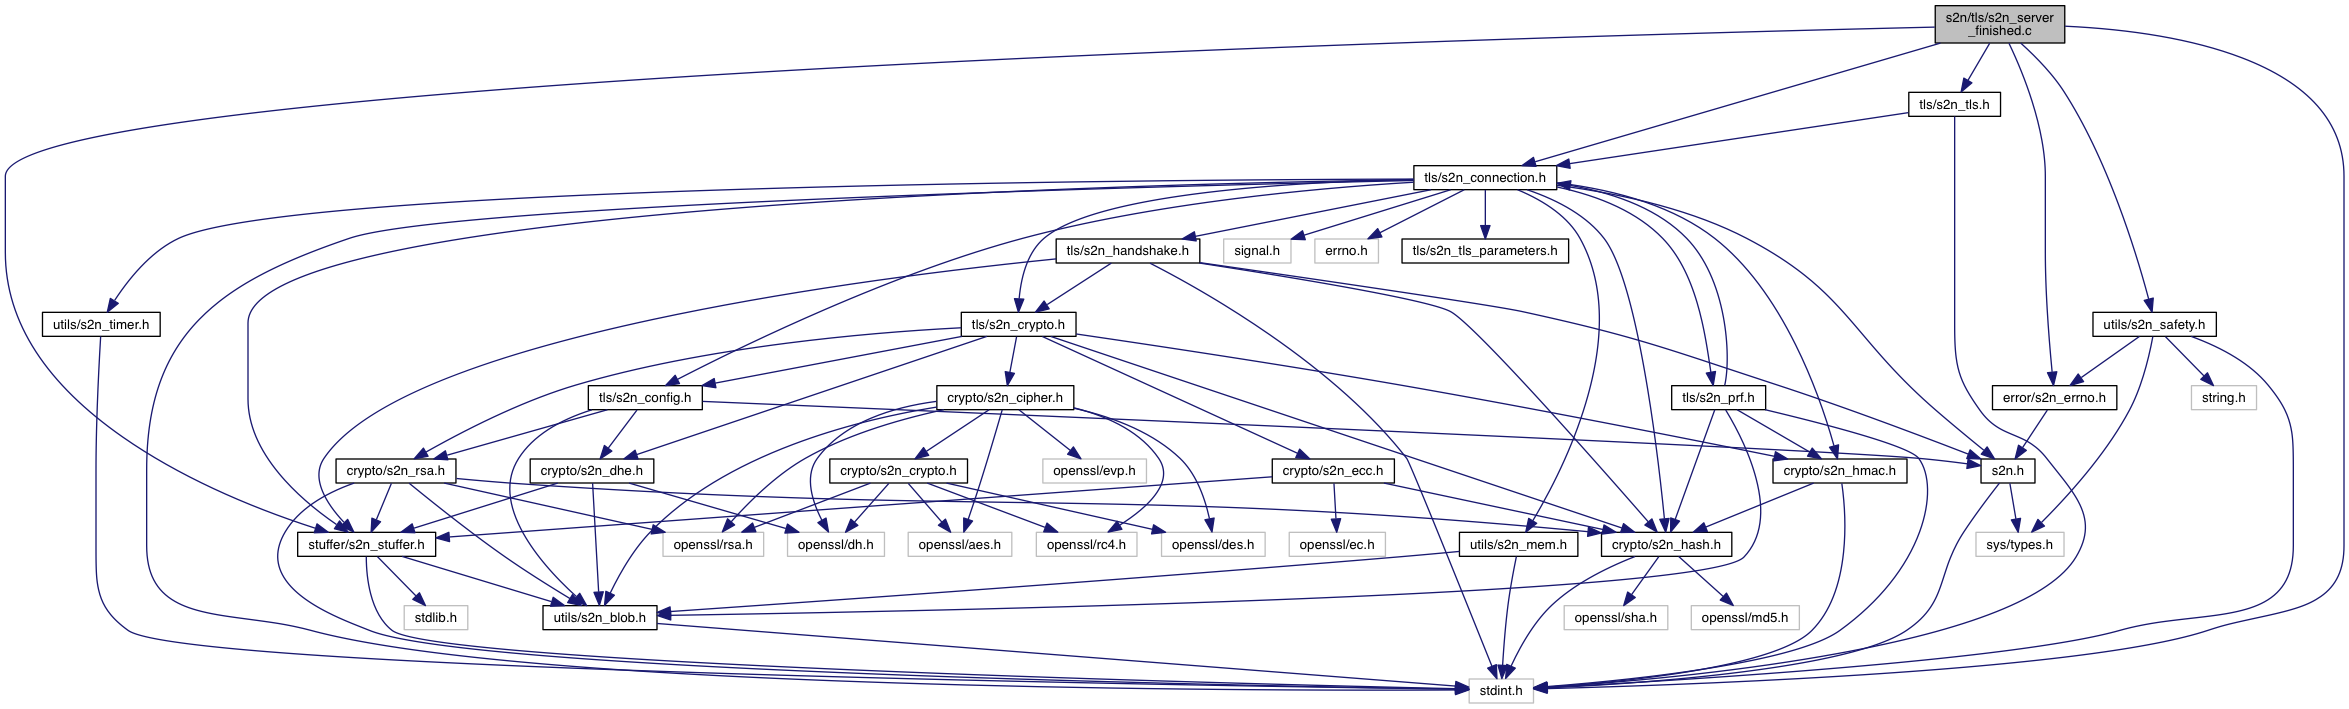 s2n/tls/s2n_server
_finished.c
tls/s2n_tls.h
tls/s2n_connection.h
tls/s2n_handshake.h
signal.h
errno.h
tls/s2n_tls_parameters.h
utils/s2n_timer.h
tls/s2n_crypto.h
utils/s2n_safety.h
tls/s2n_config.h
crypto/s2n_cipher.h
tls/s2n_prf.h
error/s2n_errno.h
string.h
crypto/s2n_rsa.h
crypto/s2n_dhe.h
crypto/s2n_crypto.h
openssl/evp.h
crypto/s2n_ecc.h
crypto/s2n_hmac.h
s2n.h
stuffer/s2n_stuffer.h
openssl/rsa.h
openssl/dh.h
openssl/aes.h
openssl/rc4.h
openssl/des.h
openssl/ec.h
utils/s2n_mem.h
crypto/s2n_hash.h
sys/types.h
stdlib.h
utils/s2n_blob.h
openssl/sha.h
openssl/md5.h
stdint.h